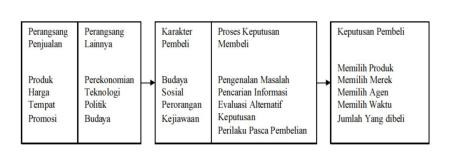 Perangsang
Penjualan
Produk
Harga
Tempat
Promosi
Perangsang
Lainnya
Perekonomian
Teknologi
Politik
Budaya
Karakter
Pembeli
Budaya
Sosial
Perorangan
Kejiawaan
Proses Keputusan
Membeli
Pengenalan Masalah
Pencarian Informasi
Evaluasi Alternatif
Keputusan
Perilaku Pasca Pembelian
Keputusan Pembeli
Memilih Produk
Memilih Merek
Memilih Agen
Memilih Waktu
Jumlah Yang dibeli